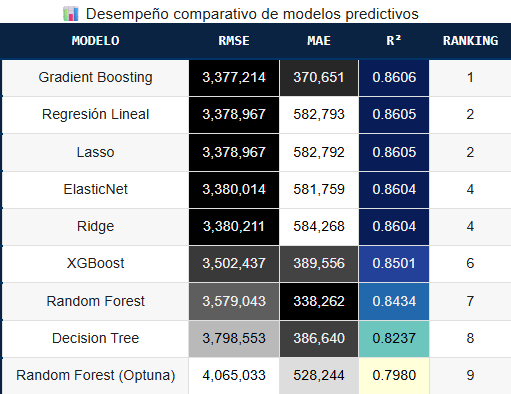 📊 Desempeño comparativo de modelos predictivos
MODELO RMSE MAE R² RANKING
Gradient Boosting 3,377,214 370,651 0.8606 1
Regresión Lineal 3,378,967 582,793 0.8605 2
Lasso 3,378,967 582,792 0.8605 2
ElasticNet 3,380,014 581,759 0.8604 4
Ridge 3,380,211 584,268 0.8604 4
XGBoost 3,502,437 389,556 0.8501 6
Random Forest 3,579,043 338,262 0.8434 7
Decision Tree 3,798,553 386,640 0.8237 8
Random Forest (Optuna) 4,065,033 528,244 0.7980 9